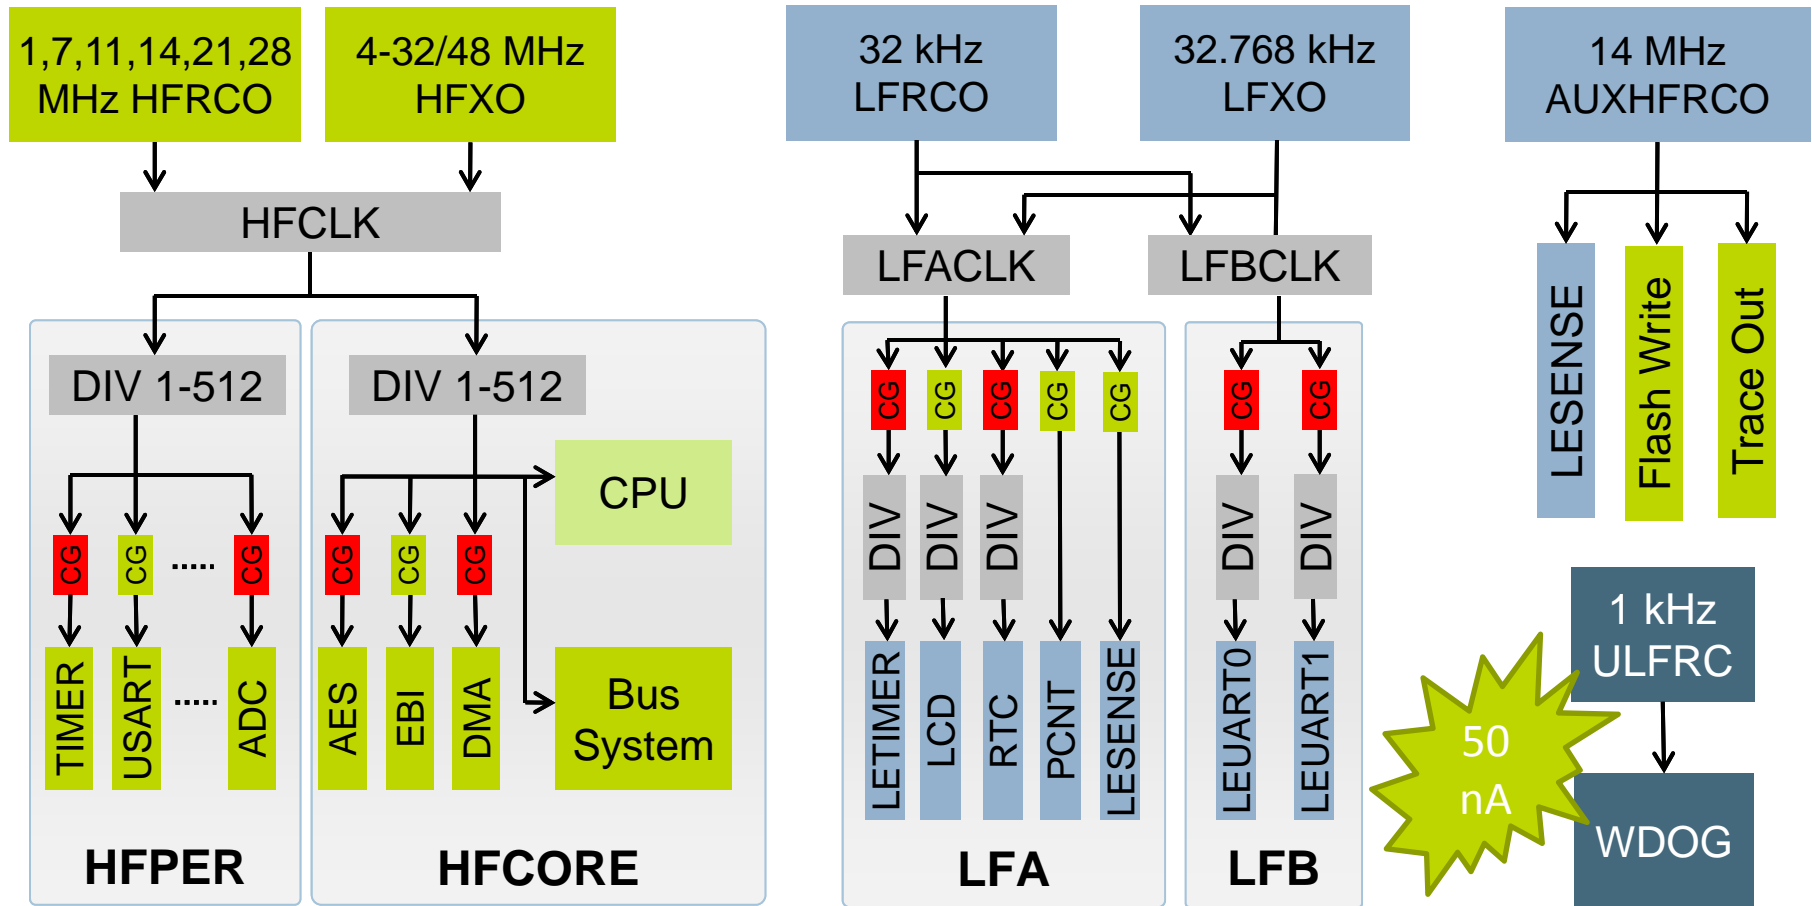 1,7,11,14,21,28
MHz HFRCO
4-32/48 MHz
HFXO
32 kHz
LFRCO
32.768 kHz
LFXO
14 MHz
AUXHFRCO
HFCLK
LFACLK
LFBCLK
LESENSE
Flash Write
Trace Out
DIV 1-512
DIV 1-512
CG
CG
CG
CG
CG
CG
CG
CPU
DIV
DIV
DIV
DIV
DIV
CG
CG
.....
CG
CG
CG
CG
TIMER
USART
.....
ADC
AES
EBI
DMA
Bus
System
LETIMER
LCD
RTC
PCNT
LESENSE
LEUART0
LEUART1
1 kHz
ULFRC
50
nA
WDOG
HFPER
HFCORE
LFA
LFB